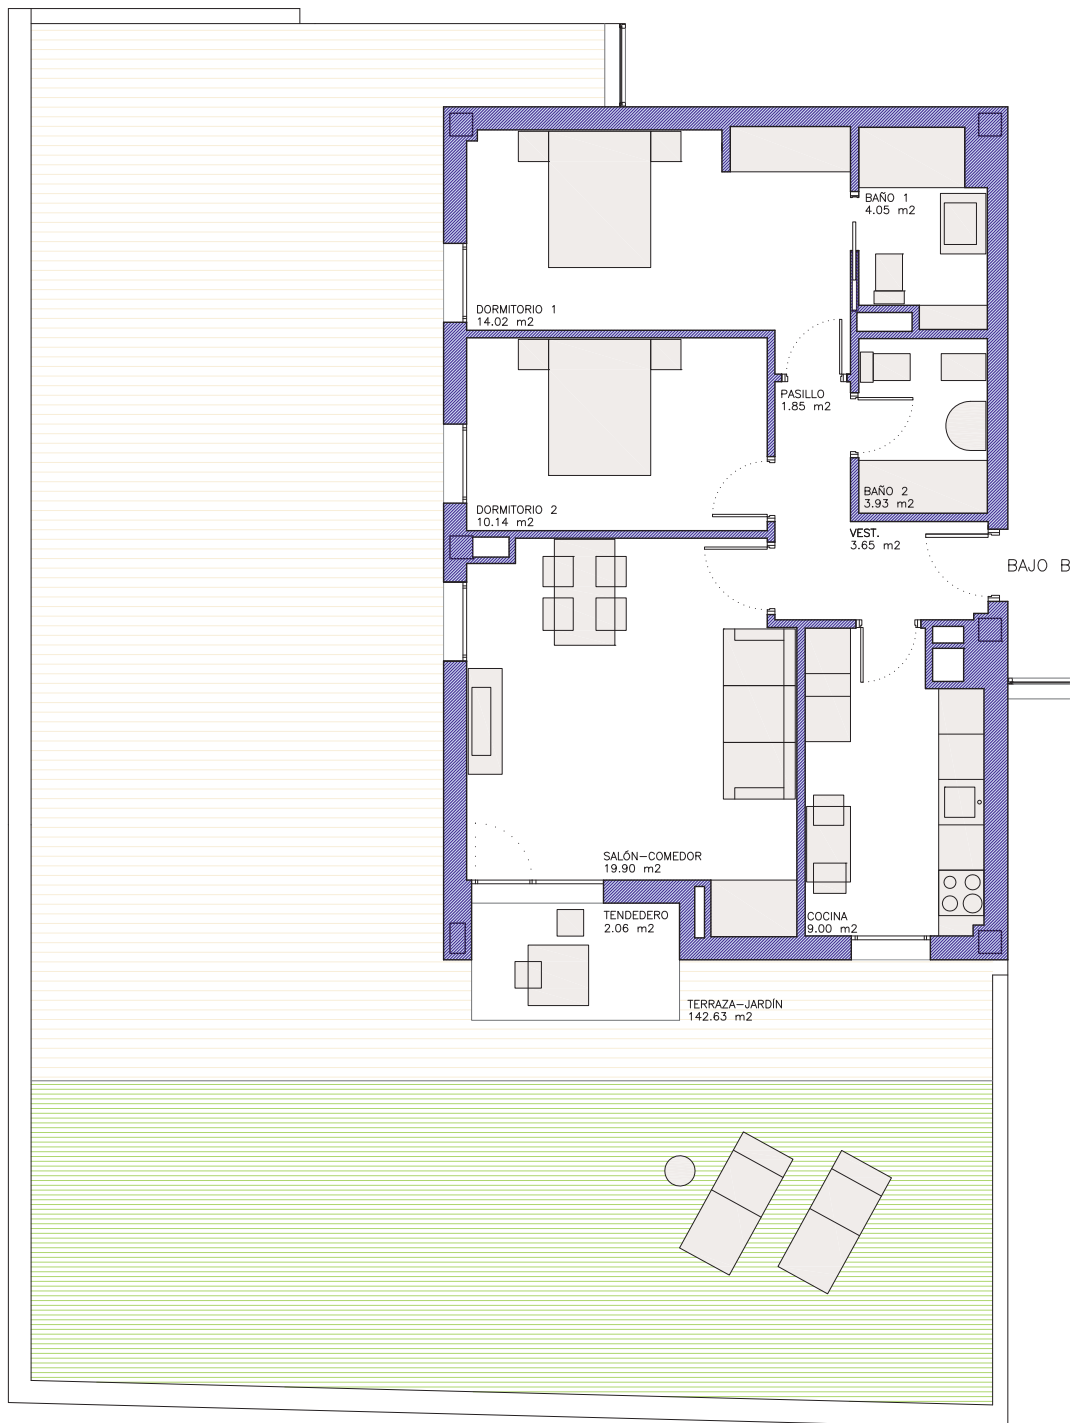 BAÑO 1
4.05 m2
DORMITORIO 1
14.02 m2
PASILLO
1.85 m2
DORMITORIO 2
10.14 m2
BAÑO 2
3.93 m2
VEST.
3.65 m2
BAJO B
SALÓN-COMEDOR
19.90 m2
TENDEDERO
2.06 m2
COCINA
9.00 m2
TERRAZA-JARDÍN
142.63 m2